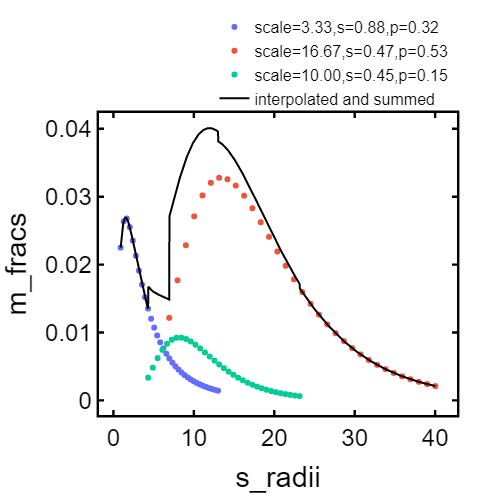 scale=3.33,s=0.88,p=0.32
scale=16.67,s=0.47,p=0.53
scale=10.00,s=0.45,p=0.15
interpolated and summed
0.04
0.03
0.02
0.01
0
m_fracs
0 10 20 30 40
s_radii